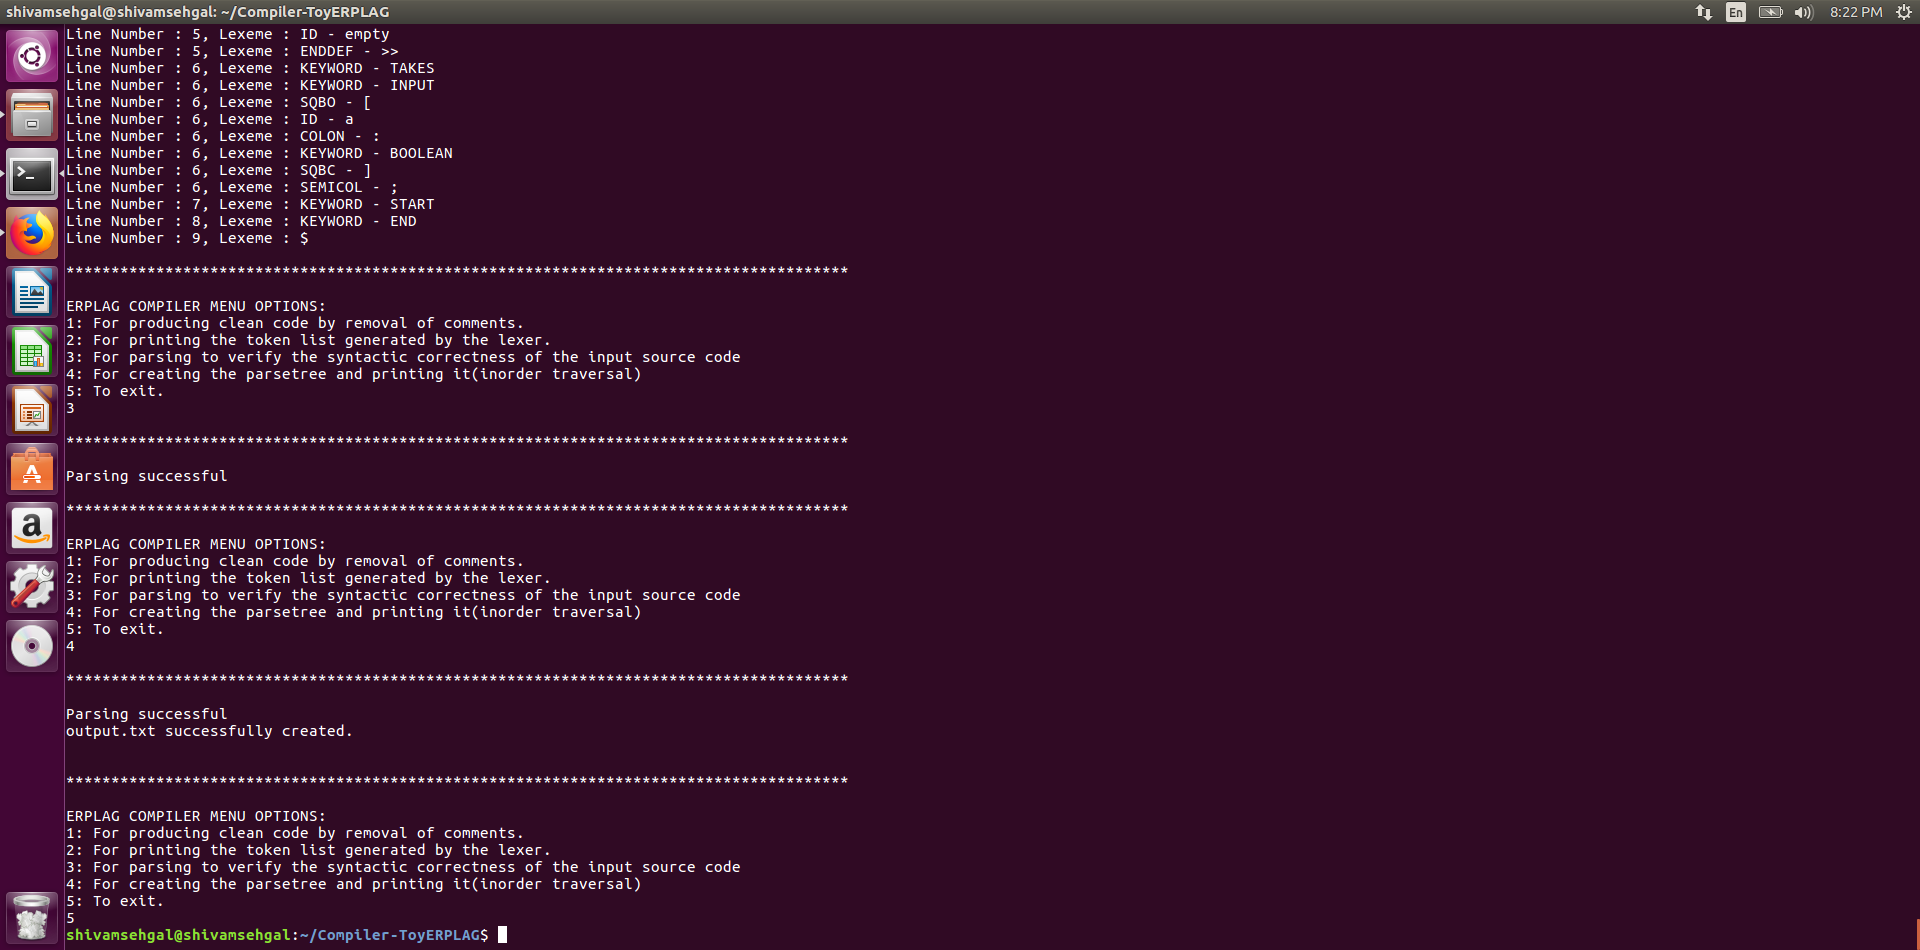 shivamsehgal@shivamsehgal: ~/Compiler-ToyERPLAG
En
8:22 PM
Line Number : 5, Lexeme : ID - empty
Line Number : 5, Lexeme : ENDDEF - >>
Line Number : 6, Lexeme : KEYWORD - TAKES
Line Number : 6, Lexeme : KEYWORD - INPUT
Line Number : 6, Lexeme : SQBO - [
Line Number : 6, Lexeme : ID - a
Line Number : 6, Lexeme : COLON - :
Line Number : 6, Lexeme : KEYWORD - BOOLEAN
Line Number : 6, Lexeme : SQBC - ]
Line Number : 6, Lexeme : SEMICOL - ;
Line Number : 7, Lexeme : KEYWORD - START
Line Number : 8, Lexeme : KEYWORD - END
Line Number : 9, Lexeme : $
***************************************************************************************
ERPLAG COMPILER MENU OPTIONS:
1: For producing clean code by removal of comments.
2: For printing the token list generated by the lexer.
3: For parsing to verify the syntactic correctness of the input source code
4: For creating the parsetree and printing it(inorder traversal)
5: To exit.
3
***************************************************************************************
Parsing successful
***************************************************************************************
ERPLAG COMPILER MENU OPTIONS:
1: For producing clean code by removal of comments.
2: For printing the token list generated by the lexer.
3: For parsing to verify the syntactic correctness of the input source code
4: For creating the parsetree and printing it(inorder traversal)
5: To exit.
4
***************************************************************************************
Parsing successful
output.txt successfully created.
***************************************************************************************
ERPLAG COMPILER MENU OPTIONS:
1: For producing clean code by removal of comments.
2: For printing the token list generated by the lexer.
3: For parsing to verify the syntactic correctness of the input source code
4: For creating the parsetree and printing it(inorder traversal)
5: To exit.
5
shivamsehgal@shivamsehgal:~/Compiler-ToyERPLAG$